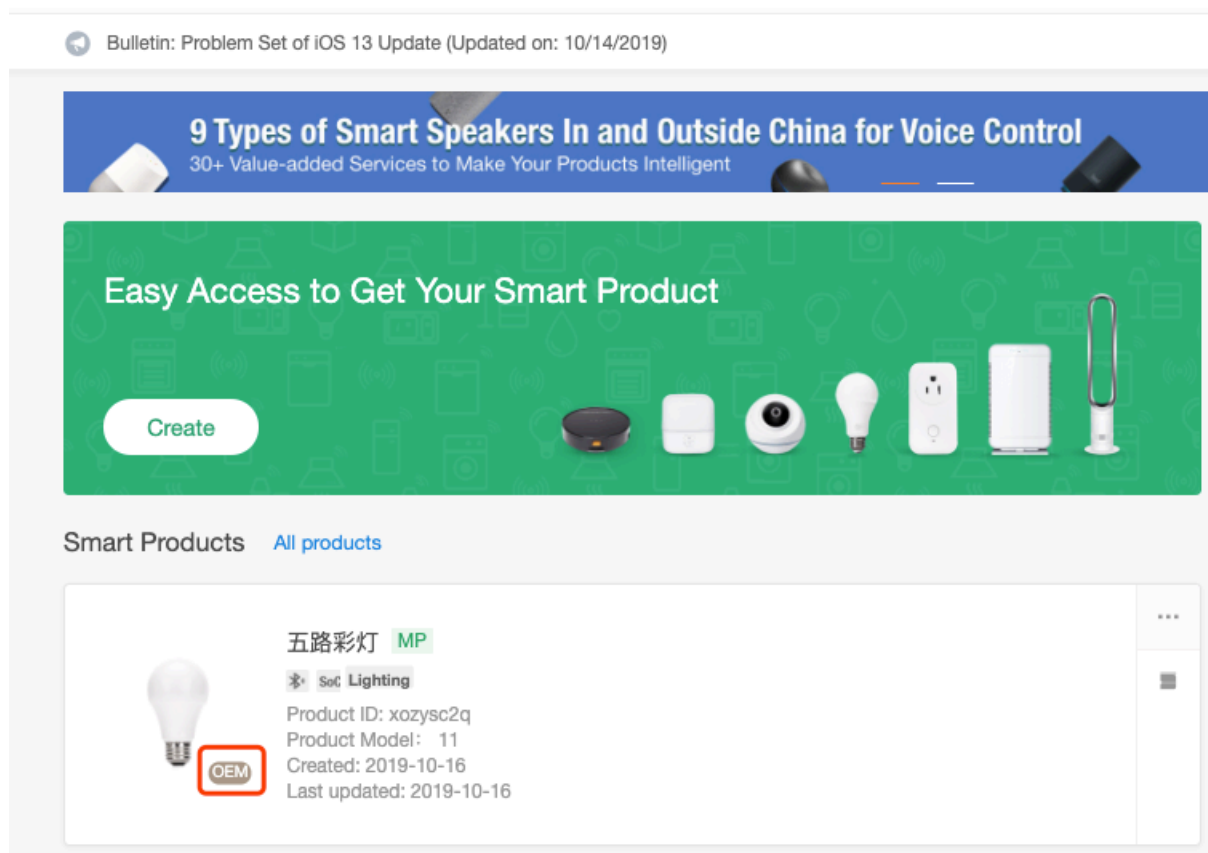 Bulletin: Problem Set of iOS 13 Update (Updated on: 10/14/2019)
9 Types of Smart Speakers In and Outside China for Voice Control
30+ Value-added Services to Make Your Products Intelligent
Easy Access to Get Your Smart Product
Create
Smart Products All products
五路彩灯 MP
SoC Lighting
Product ID: xozysc2q
Product Model： 11
OEM
Created: 2019-10-16
Last updated: 2019-10-16